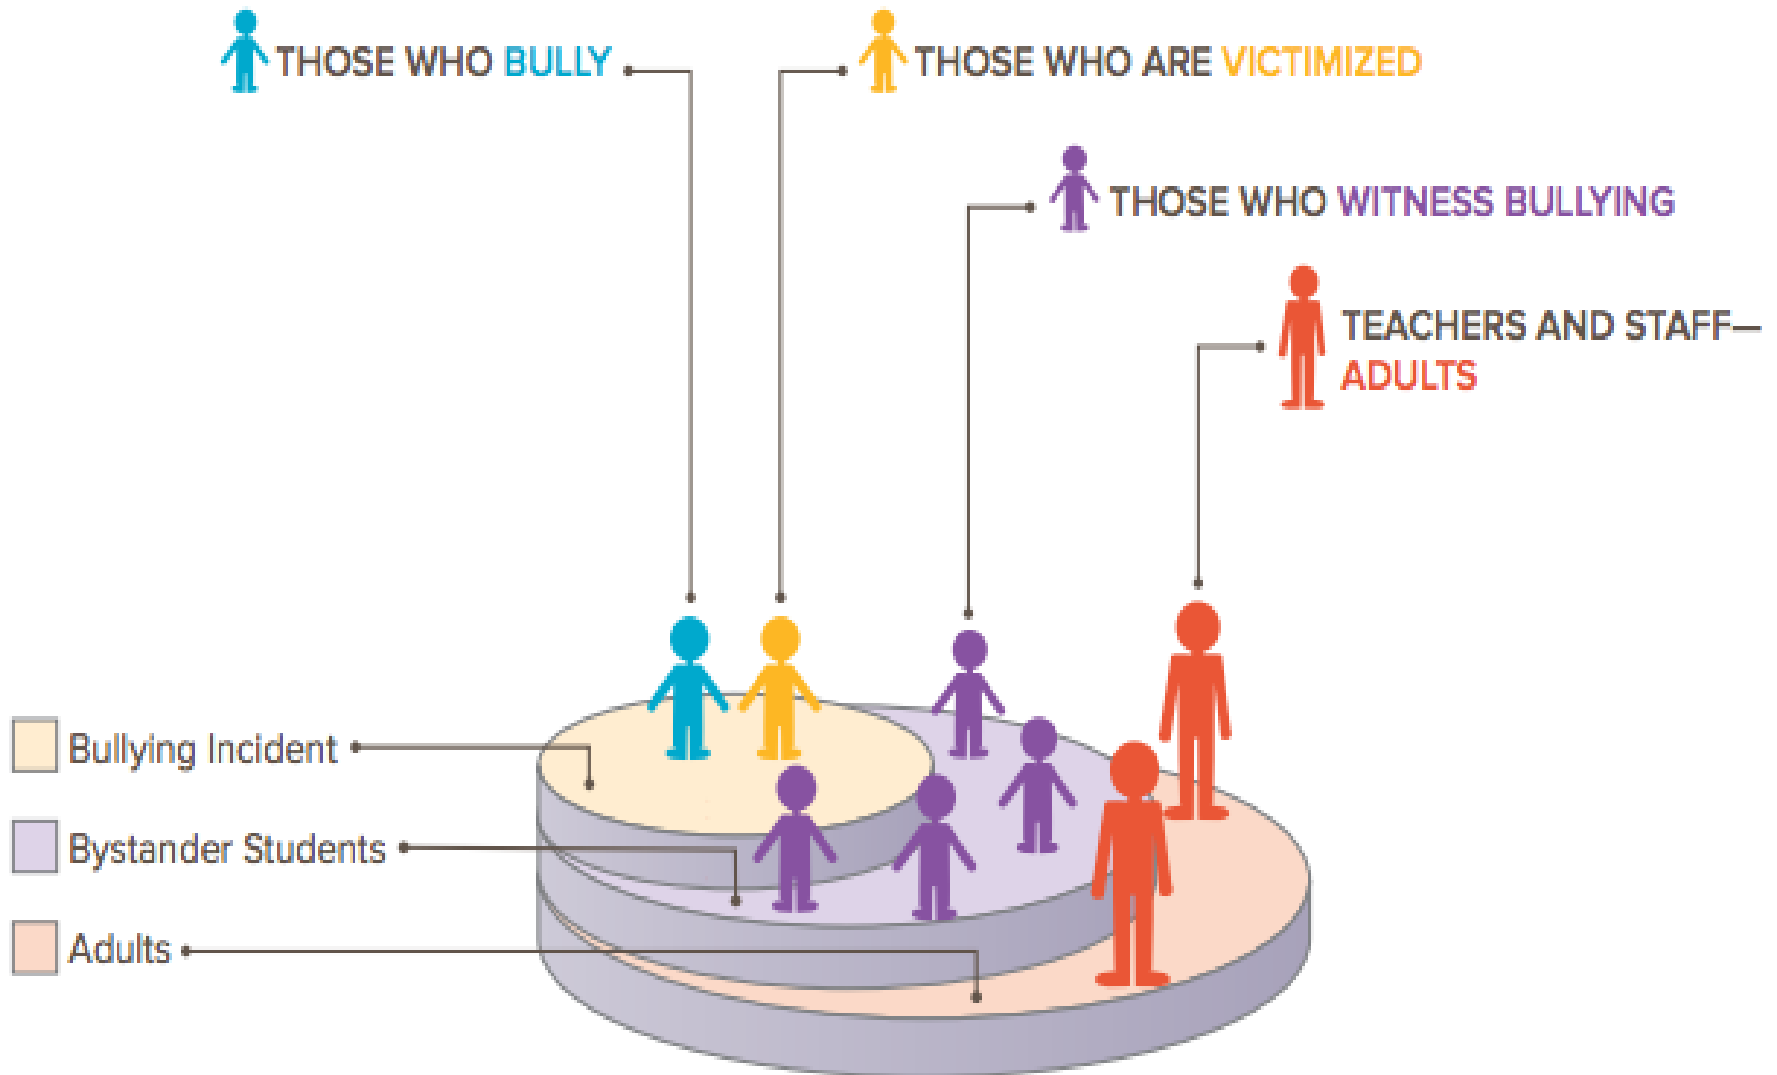 THOSE WHO BULLY
THOSE WHO ARE VICTIMIZED
THOSE WHO WITNESS BULLYING
TEACHERS AND STAFF—
ADULTS
Bullying Incident
Bystander Students
Adults